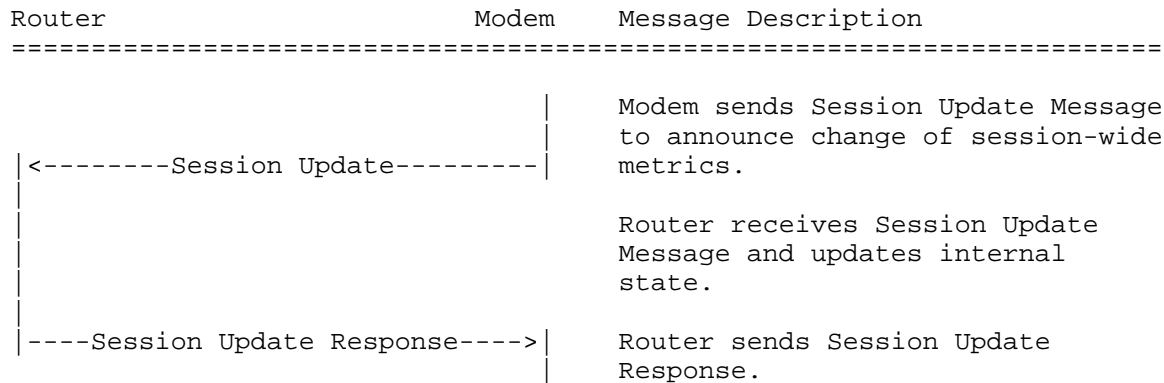 Router                       Modem    Message Description
========================================================================

                                 |    Modem sends Session Update Message
                                 |    to announce change of session-wide
|<--------Session Update---------|    metrics.
|
|                                     Router receives Session Update
|                                     Message and updates internal
|                                     state.
|
|----Session Update Response---->|    Router sends Session Update
                                 |    Response.